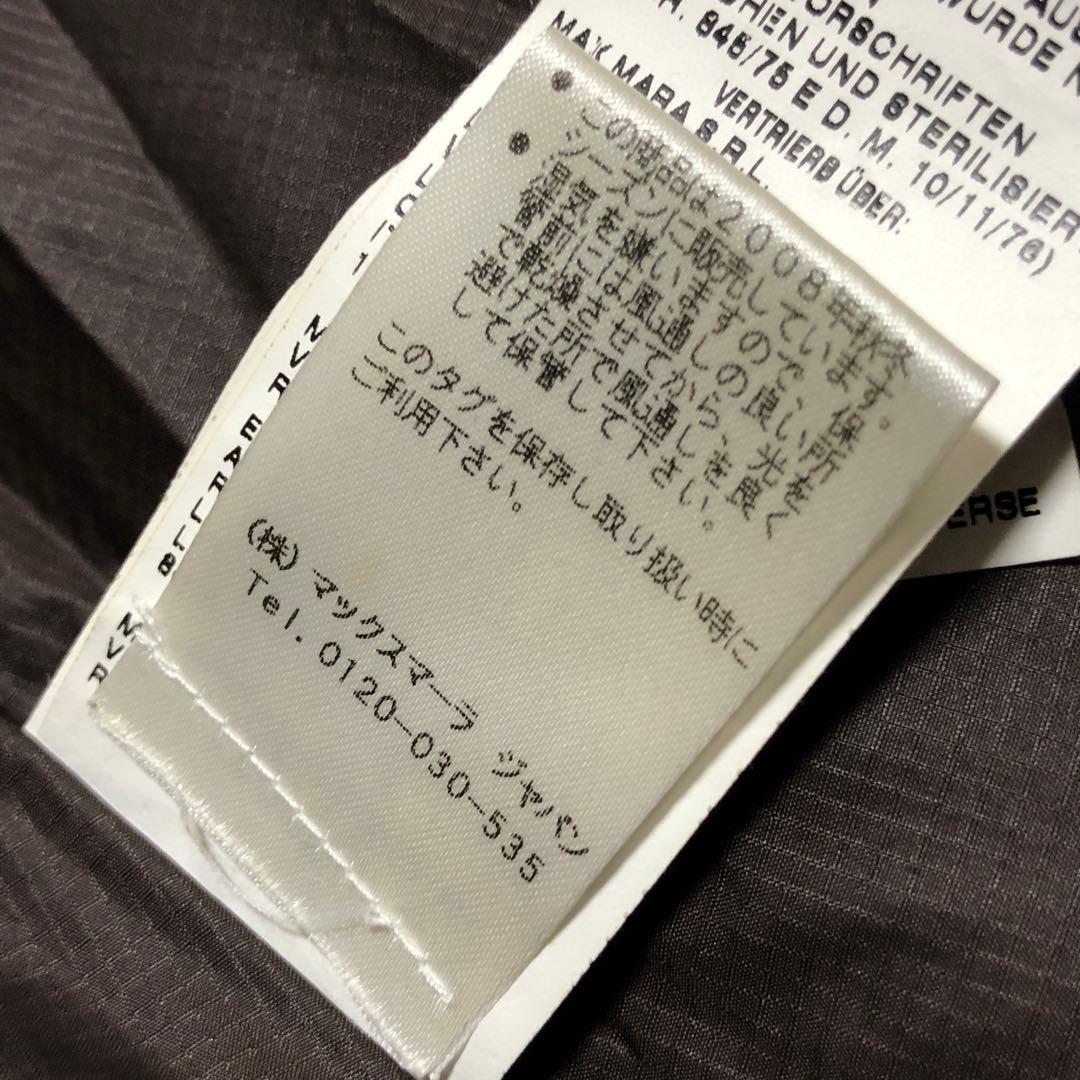 AUS
WURDE N
VORSCHRIFTEN
CHEN UND STERILISIER
R. 845/75 E D. M. 10/11/76)
VERTRIEB ÜBER:
MAX MARA S.R.L.
●この商品は2008年秋冬
シーズンに販売しています。
●湿気を嫌いますので、保
管前には風通しの良い所
で乾燥させてから、光を
避けた所で風通しを良く
して保管して下さい。
このタグを保存し取り扱い時に
ご利用下さい。
(株)マックスマーラ ジャパン
Tel. 0120-030-535
ERSE